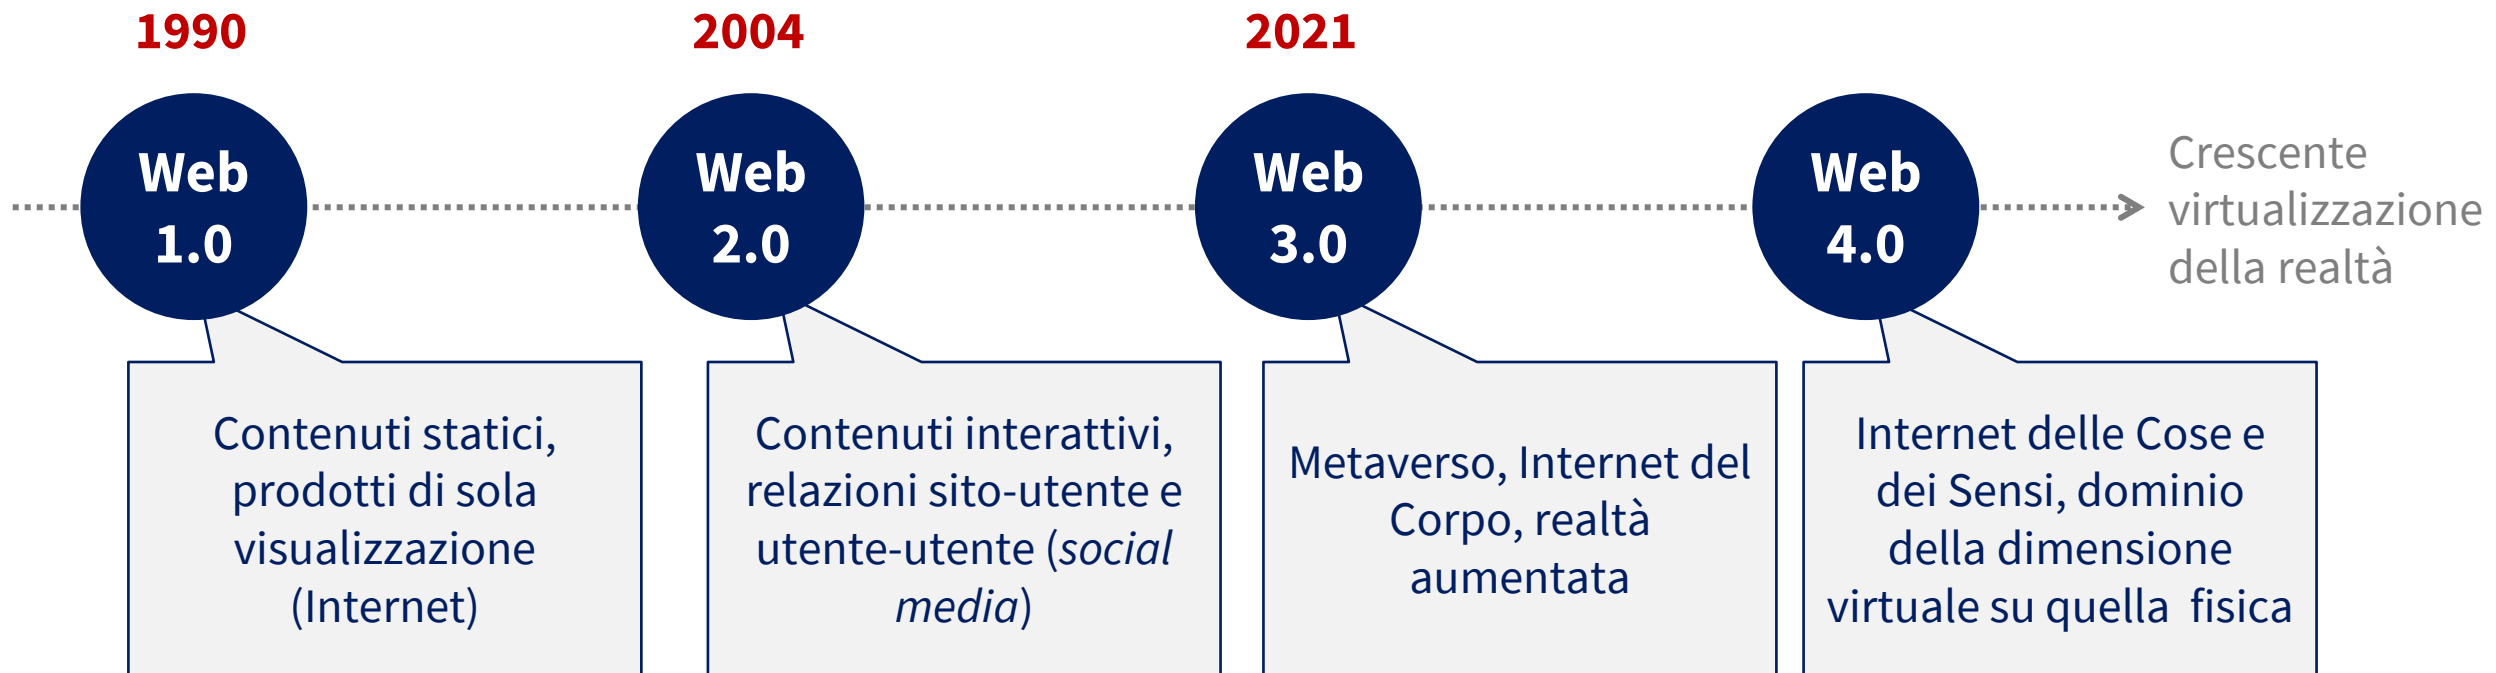 1990
2004
2021
Web
1.0
Web
2.0
Web
3.0
Web
4.0
Crescente
virtualizzazione
della realtà
Contenuti statici,
prodotti di sola
visualizzazione
(Internet)
Contenuti interattivi,
relazioni sito-utente e
utente-utente (social
media)
Metaverso, Internet del
Corpo, realtà
aumentata
Internet delle Cose e
dei Sensi, dominio
della dimensione
virtuale su quella  fisica